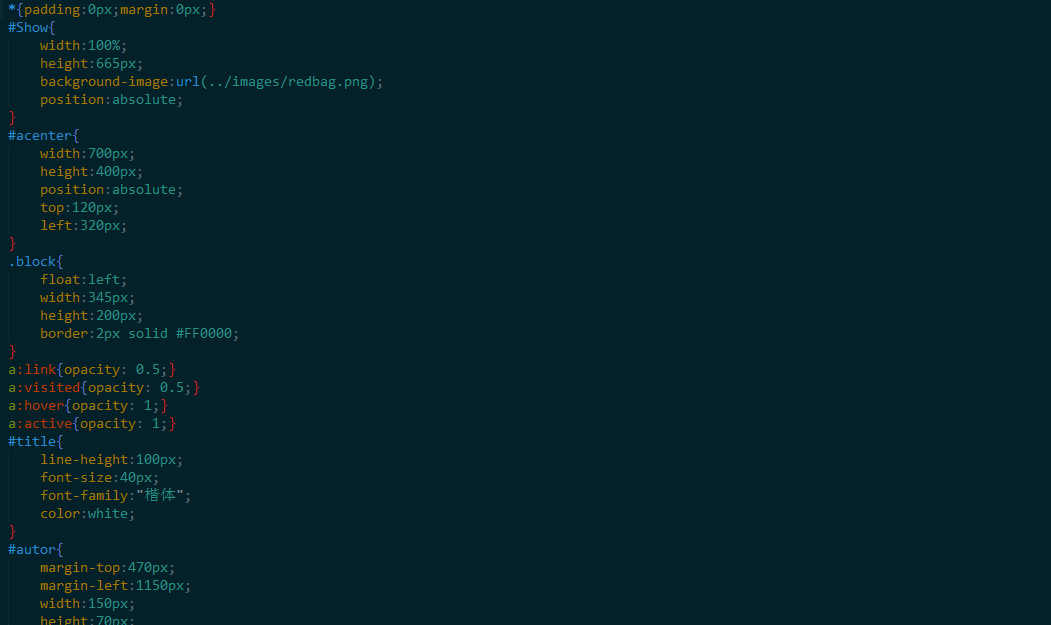 *{padding:0px;margin:0px;}
#Show{
    width:100%;
    height:665px;
    background-image:url(../images/redbag.png);
    position:absolute;
}
#acenter{
    width:700px;
    height:400px;
    position:absolute;
    top:120px;
    left:320px;
}
.block{
    float:left;
    width:345px;
    height:200px;
    border:2px solid #FF0000;
}
a:link{opacity: 0.5;}
a:visited{opacity: 0.5;}
a:hover{opacity: 1;}
a:active{opacity: 1;}
#title{
    line-height:100px;
    font-size:40px;
    font-family:"楷体";
    color:white;
}
#autor{
    margin-top:470px;
    margin-left:1150px;
    width:150px;
    height:70px;